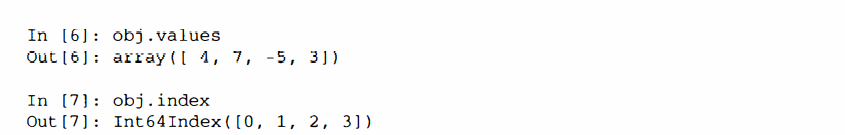 In [6]: obj.values
Out[6]: array([ 4, 7, -5, 3])
In [7]: obj.index
Out[7]: Int64Index([0, 1, 2, 3])